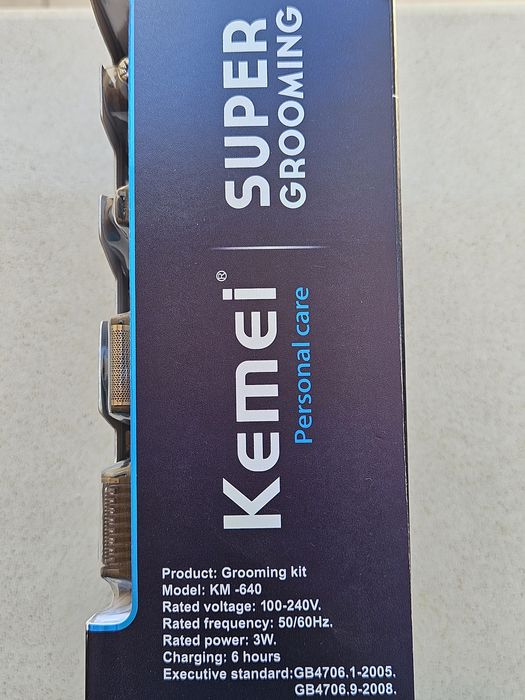 SUPER
GROOMING
Kemei®
Personal care
Product: Grooming kit
Model: KM -640
Rated voltage: 100-240V.
Rated frequency: 50/60Hz.
Rated power: 3W.
Charging: 6 hours
Executive standard:GB4706.1-2005.
GB4706.9-2008.